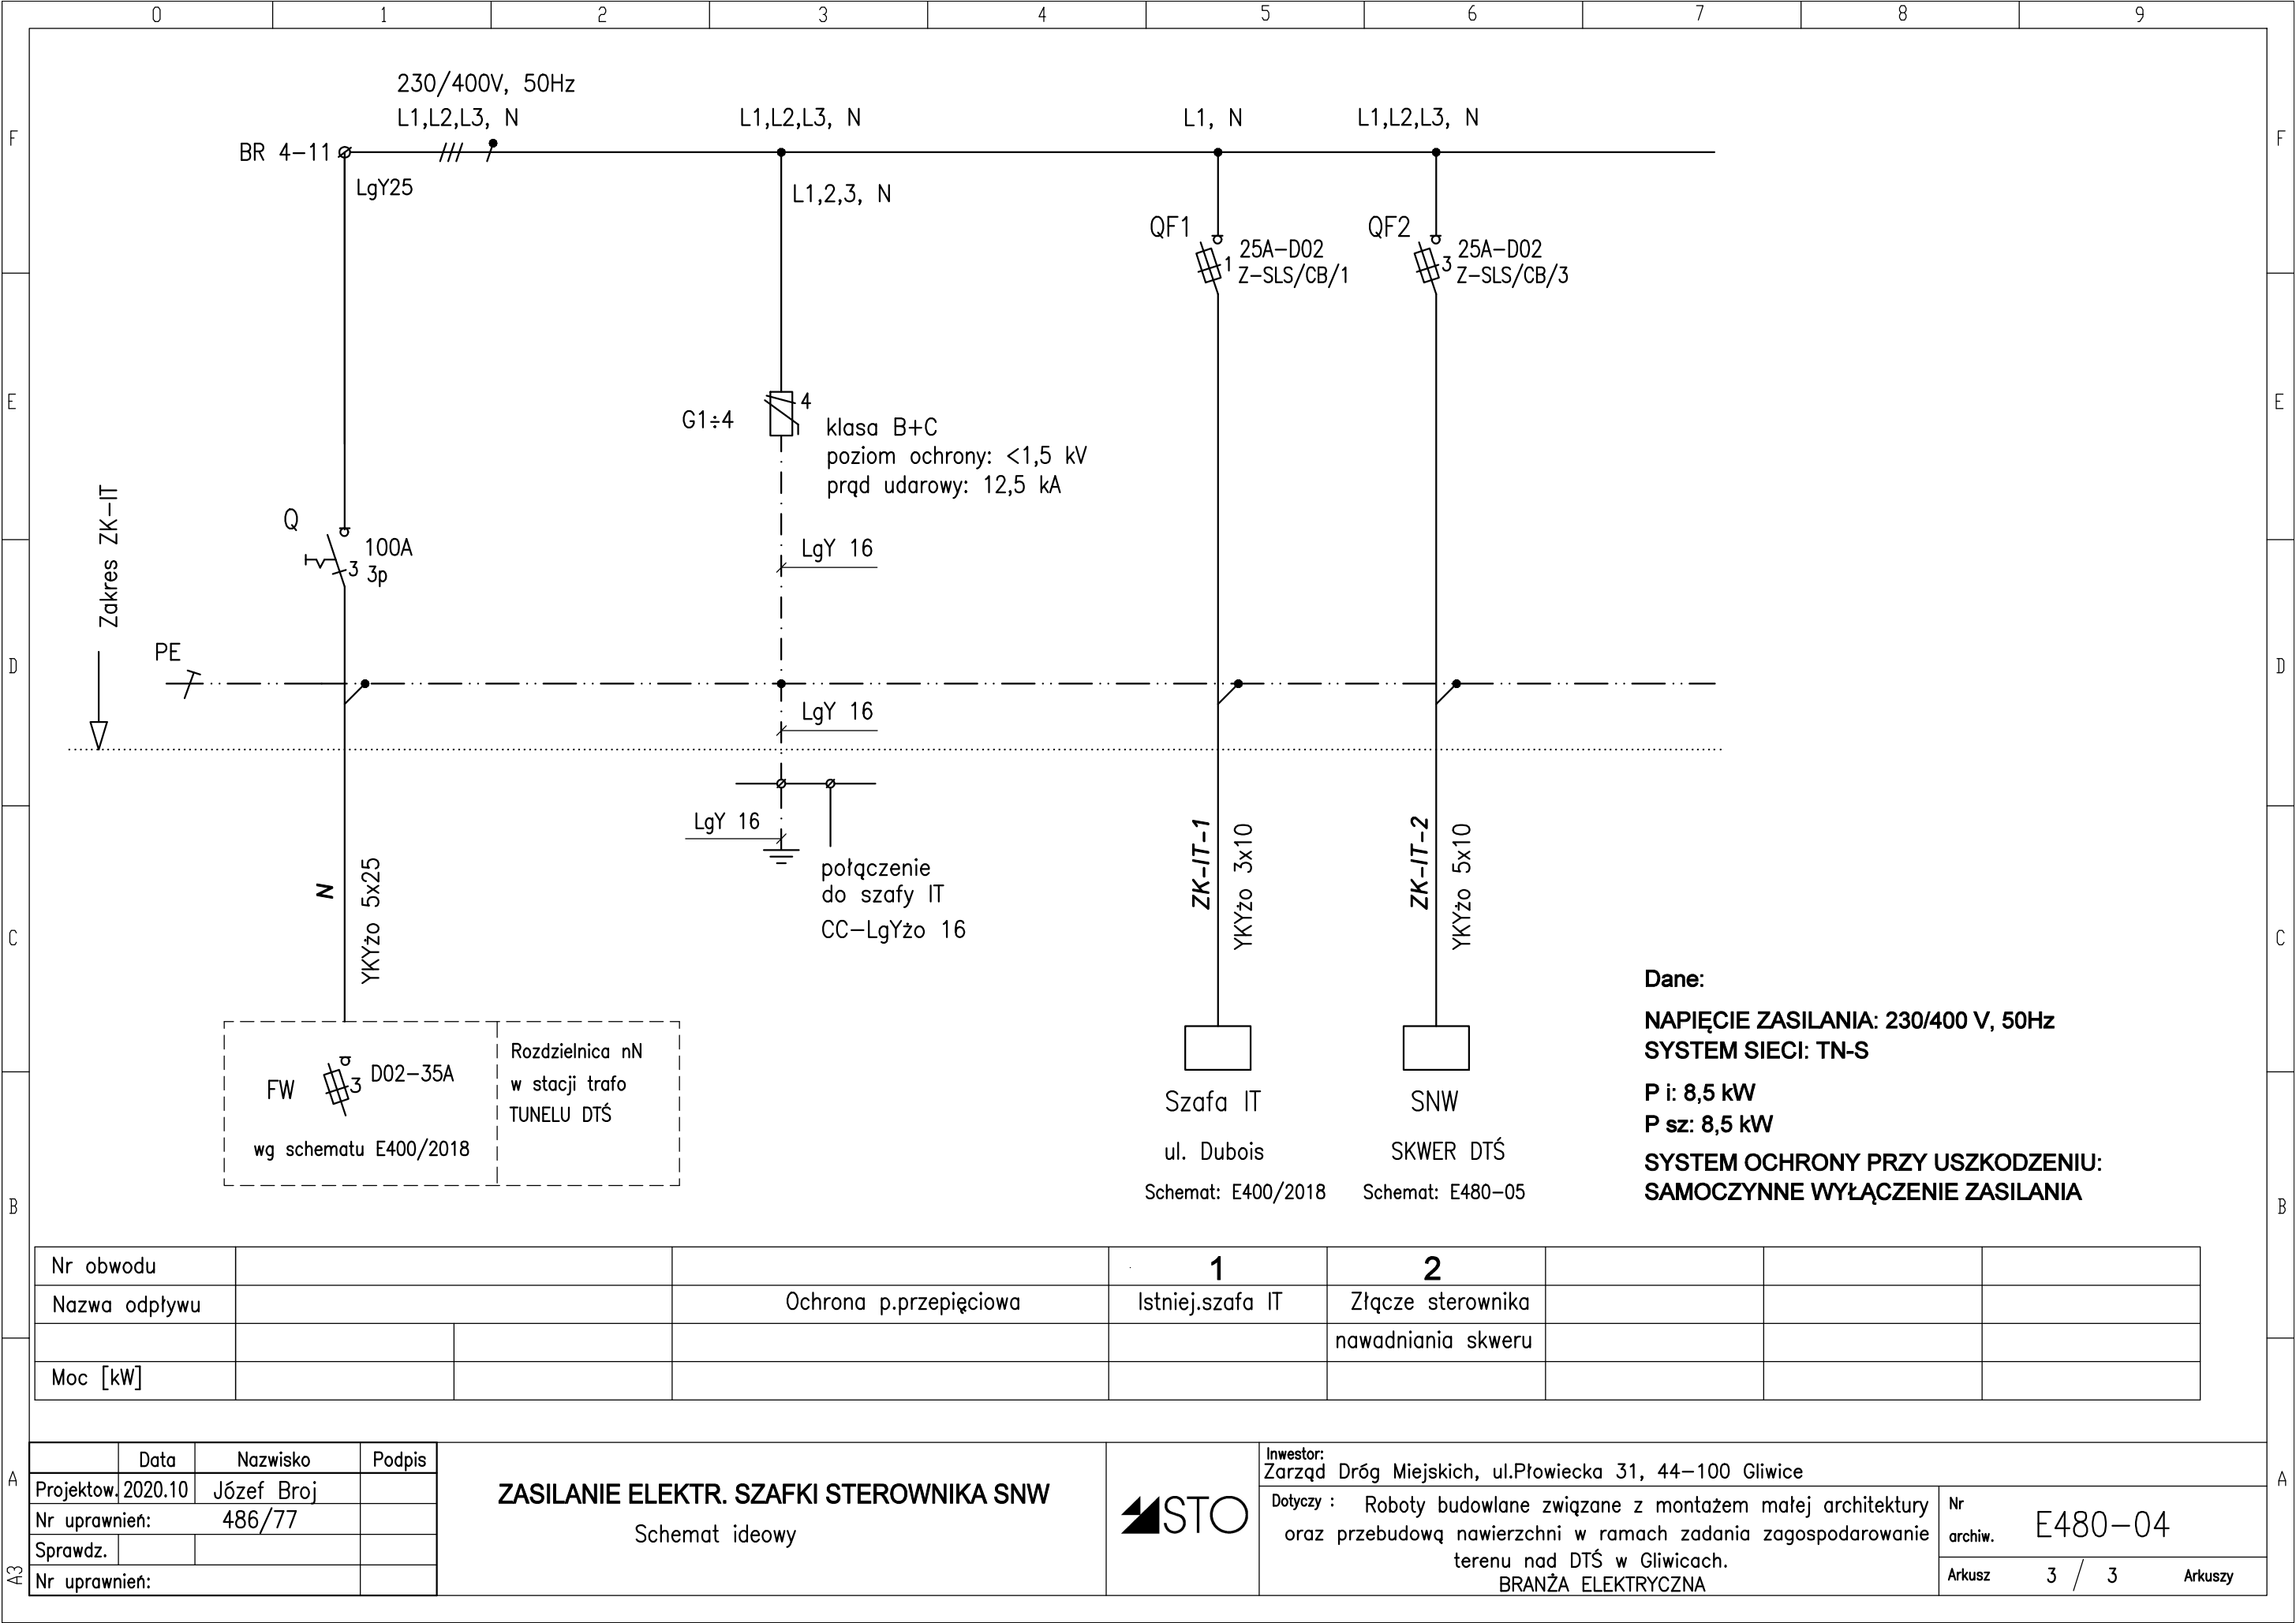 0 1 2 3 4 5 6 7 8 9
230/400V, 50Hz
L1,L2,L3, N
L1,L2,L3, N
L1, N
L1,L2,L3, N
F
F
BR 4-11
LgY25
L1,2,3, N
QF1
25A-D02
1
Z-SLS/CB/1
QF2
25A-D02
3
Z-SLS/CB/3
E
E
G1÷4
4
klasa B+C
poziom ochrony: <1,5 kV
prąd udarowy: 12,5 kA
Zakres ZK-IT
Q
100A
3
3p
LgY 16
PE
D
D
LgY 16
LgY 16
połączenie
do szafy IT
CC-LgYżo 16
N
YKYżo 5x25
ZK-IT-1
YKYżo 3x10
ZK-IT-2
YKYżo 5x10
C
C
FW
3
D02-35A
wg schematu E400/2018
Rozdzielnica nN
w stacji trafo
TUNELU DTŚ
Szafa IT
ul. Dubois
Schemat: E400/2018
SNW
SKWER DTŚ
Schemat: E480-05
Dane:
NAPIĘCIE ZASILANIA: 230/400 V, 50Hz
SYSTEM SIECI: TN-S
P i: 8,5 kW
P sz: 8,5 kW
SYSTEM OCHRONY PRZY USZKODZENIU:
SAMOCZYNNE WYŁĄCZENIE ZASILANIA
B
B
Nr obwodu 1 2
Nazwa odpływu Ochrona p.przepięciowa Istniej.szafa IT Złącze sterownika
nawadniania skweru
Moc [kW]
A
A
A3
Data Nazwisko Podpis
Projektow. 2020.10 Józef Broj
Nr uprawnień: 486/77
Sprawdz.
Nr uprawnień:
ZASILANIE ELEKTR. SZAFKI STEROWNIKA SNW
Schemat ideowy
STO
Inwestor:
Zarząd Dróg Miejskich, ul.Płowiecka 31, 44-100 Gliwice
Dotyczy : Roboty budowlane związane z montażem małej architektury
oraz przebudową nawierzchni w ramach zadania zagospodarowanie
terenu nad DTŚ w Gliwicach.
BRANŻA ELEKTRYCZNA
Nr
archiw.
E480-04
Arkusz 3 / 3 Arkuszy